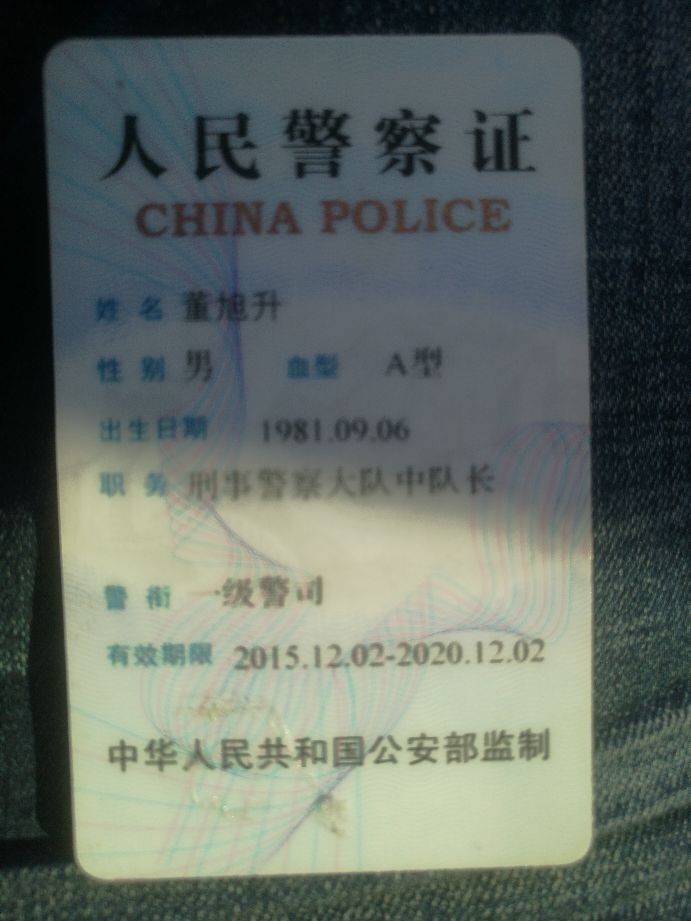 人民警察证
CHINA POLICE
姓名 董旭升
性别 男 血型 A型
出生日期 1981.09.06
职务 刑事警察大队中队长
警衔 一级警司
有效期限 2015.12.02-2020.12.02
中华人民共和国公安部监制